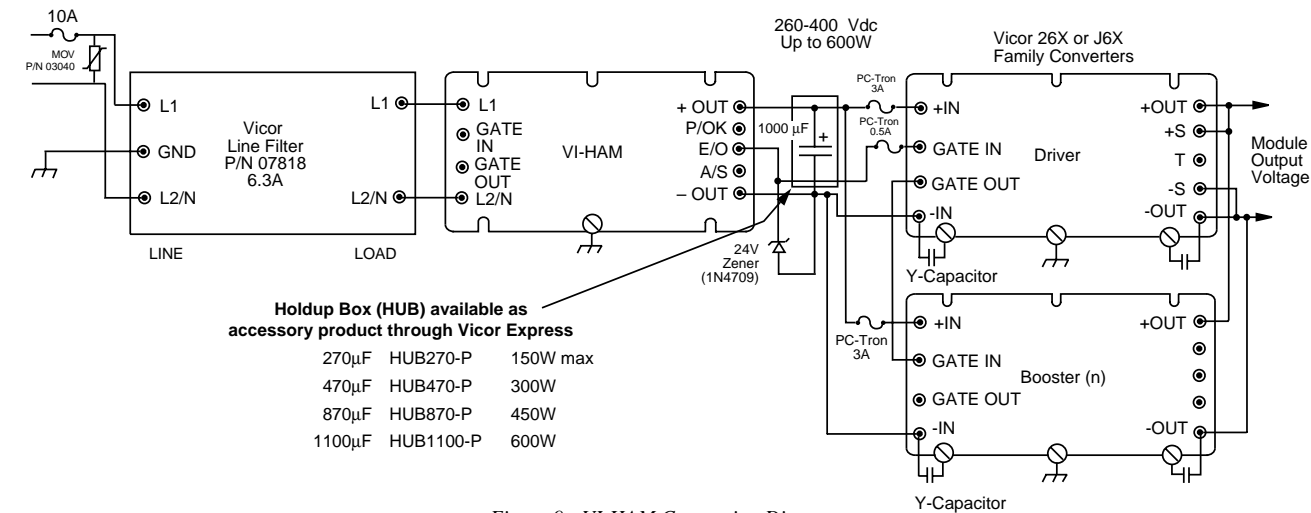 10A
MOV
P/N 03040
L1
GND
L2/N
Vicor
Line Filter
P/N 07818
6.3A
L1
L2/N
LINE
LOAD
L1
GATE
IN
GATE
OUT
L2/N
VI-HAM
+ OUT
P/OK
E/O
A/S
– OUT
260-400 Vdc
Up to 600W
1000 µF
+
24V
Zener
(1N4709)
PC-Tron
3A
PC-Tron
0.5A
Vicor 26X or J6X
Family Converters
+IN
GATE IN
GATE OUT
-IN
Driver
+OUT
+S
T
-S
-OUT
Module
Output
Voltage
Y-Capacitor
PC-Tron
3A
+IN
GATE IN
GATE OUT
-IN
Booster (n)
+OUT
-OUT
Y-Capacitor
Holdup Box (HUB) available as
accessory product through Vicor Express
270µF HUB270-P 150W max
470µF HUB470-P 300W
870µF HUB870-P 450W
1100µF HUB1100-P 600W